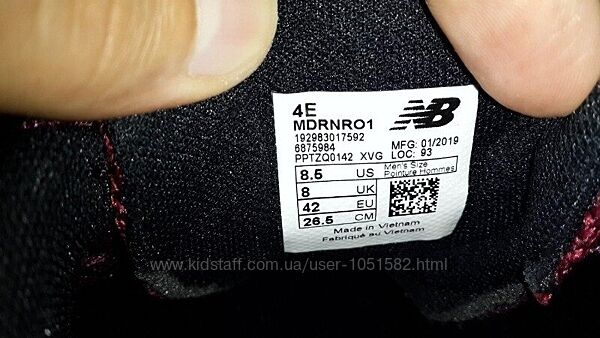 4E
NB
MDRNRO1
192983017592
6875984 MFG: 01/2019
PPTZQ0142 XVG LOC: 93
8.5 US Men's Size
Pointure Hommes
8 UK
42 EU
26.5 CM
Made in Vietnam
Fabriqué au Vietnam
www.kidstaff.com.ua/user-1051582.html